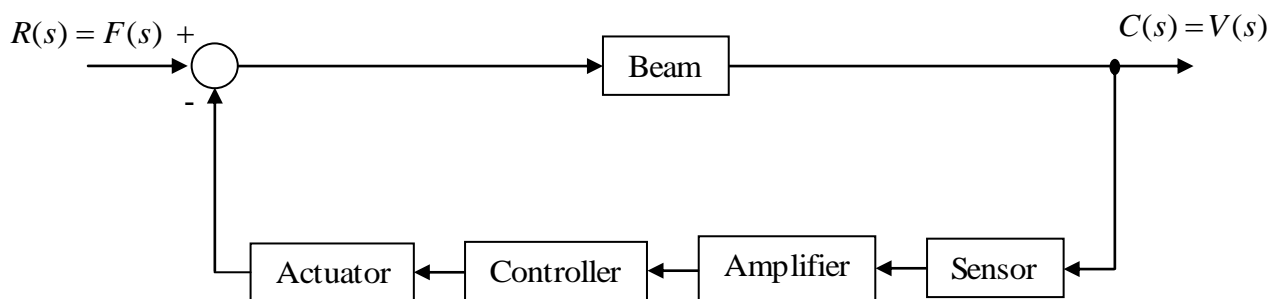 R(s) = F(s) +
C(s) = V(s)
Beam
-
Actuator
Controller
Amplifier
Sensor